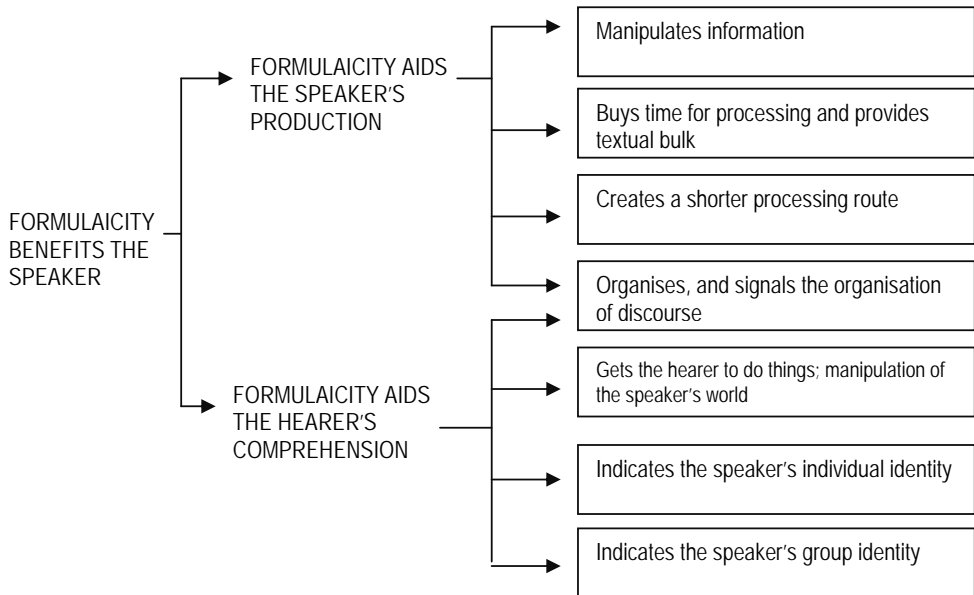 FORMULAICITY
BENEFITS THE
SPEAKER
FORMULAICITY AIDS
THE SPEAKER’S
PRODUCTION
Manipulates information
Buys time for processing and provides
textual bulk
Creates a shorter processing route
Organises, and signals the organisation
of discourse
FORMULAICITY AIDS
THE HEARER’S
COMPREHENSION
Gets the hearer to do things; manipulation of
the speaker’s world
Indicates the speaker’s individual identity
Indicates the speaker’s group identity